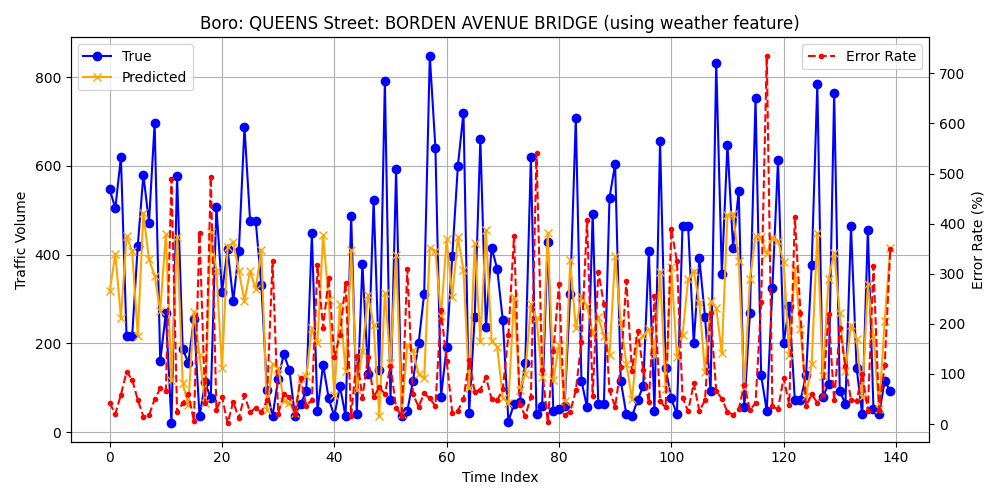 Boro: QUEENS Street: BORDEN AVENUE BRIDGE (using weather feature)
True
Predicted
Error Rate
Traffic Volume
800
600
400
200
0
700
600
500
400
300
200
100
0
Error Rate (%)
0 20 40 60 80 100 120 140
Time Index